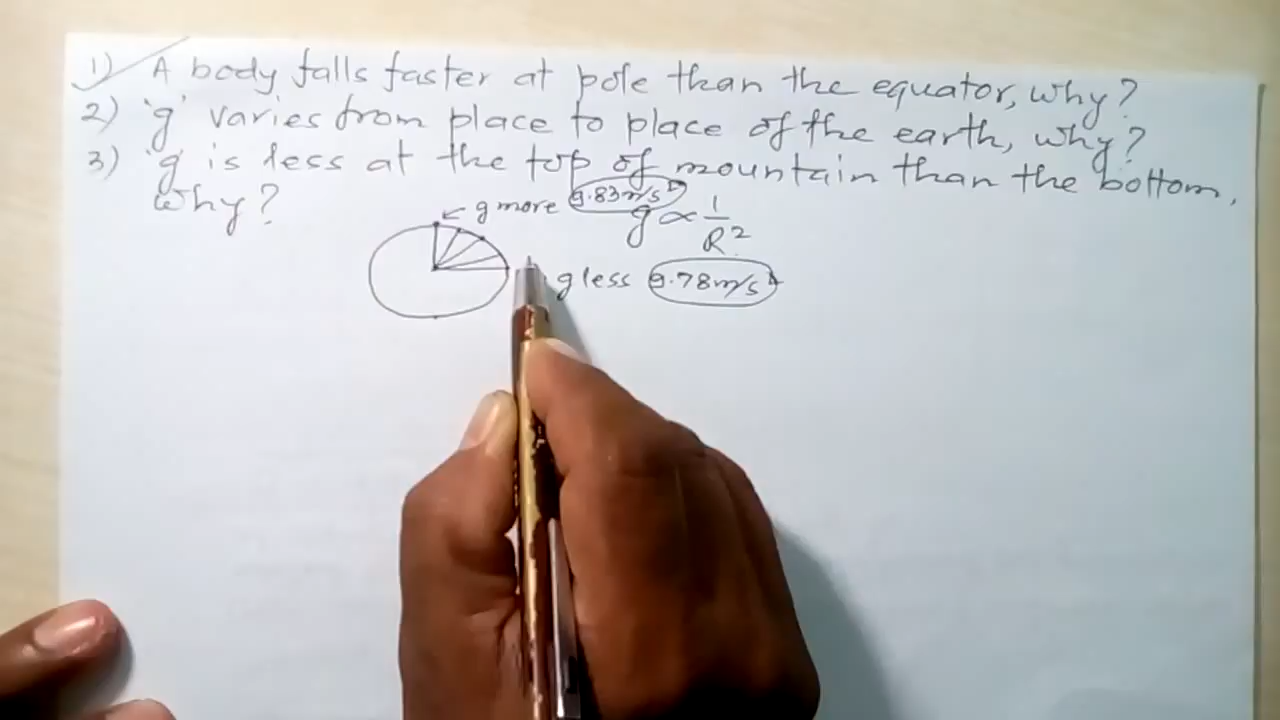 1) A body falls faster at pole than the equator, why?
2) 'g' varies from place to place of the earth, why?
3) 'g' is less at the top of mountain than the bottom,
why?
g more 9.83m/s²
g ∝ 1/R²
g less 9.78m/s²